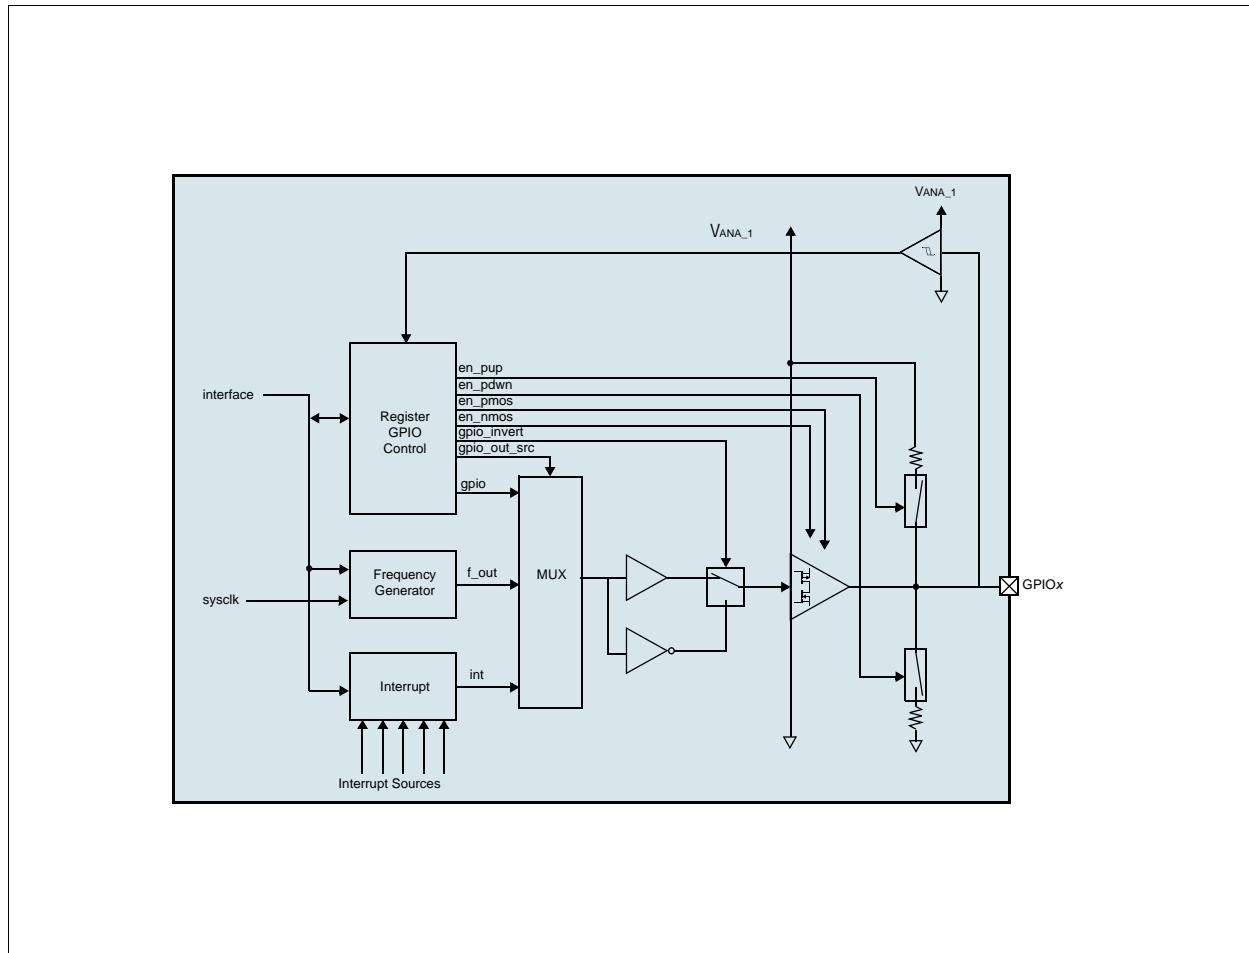 VANA_1
VANA_1
en_pup
interface
en_pdwn
en_pmos
Register
GPIO
Control
en_nmos
gpio_invert
gpio_out_src
gpio
Frequency
Generator
f_out
MUX
GPIOx
sysclk
Interrupt
int
Interrupt Sources